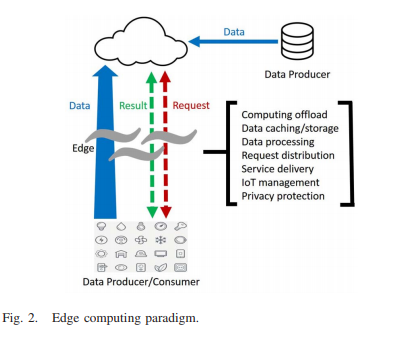 Data
Data Producer
Data
Result
Request
Edge
Computing offload
Data caching/storage
Data processing
Request distribution
Service delivery
IoT management
Privacy protection
Data Producer/Consumer
Fig. 2. Edge computing paradigm.